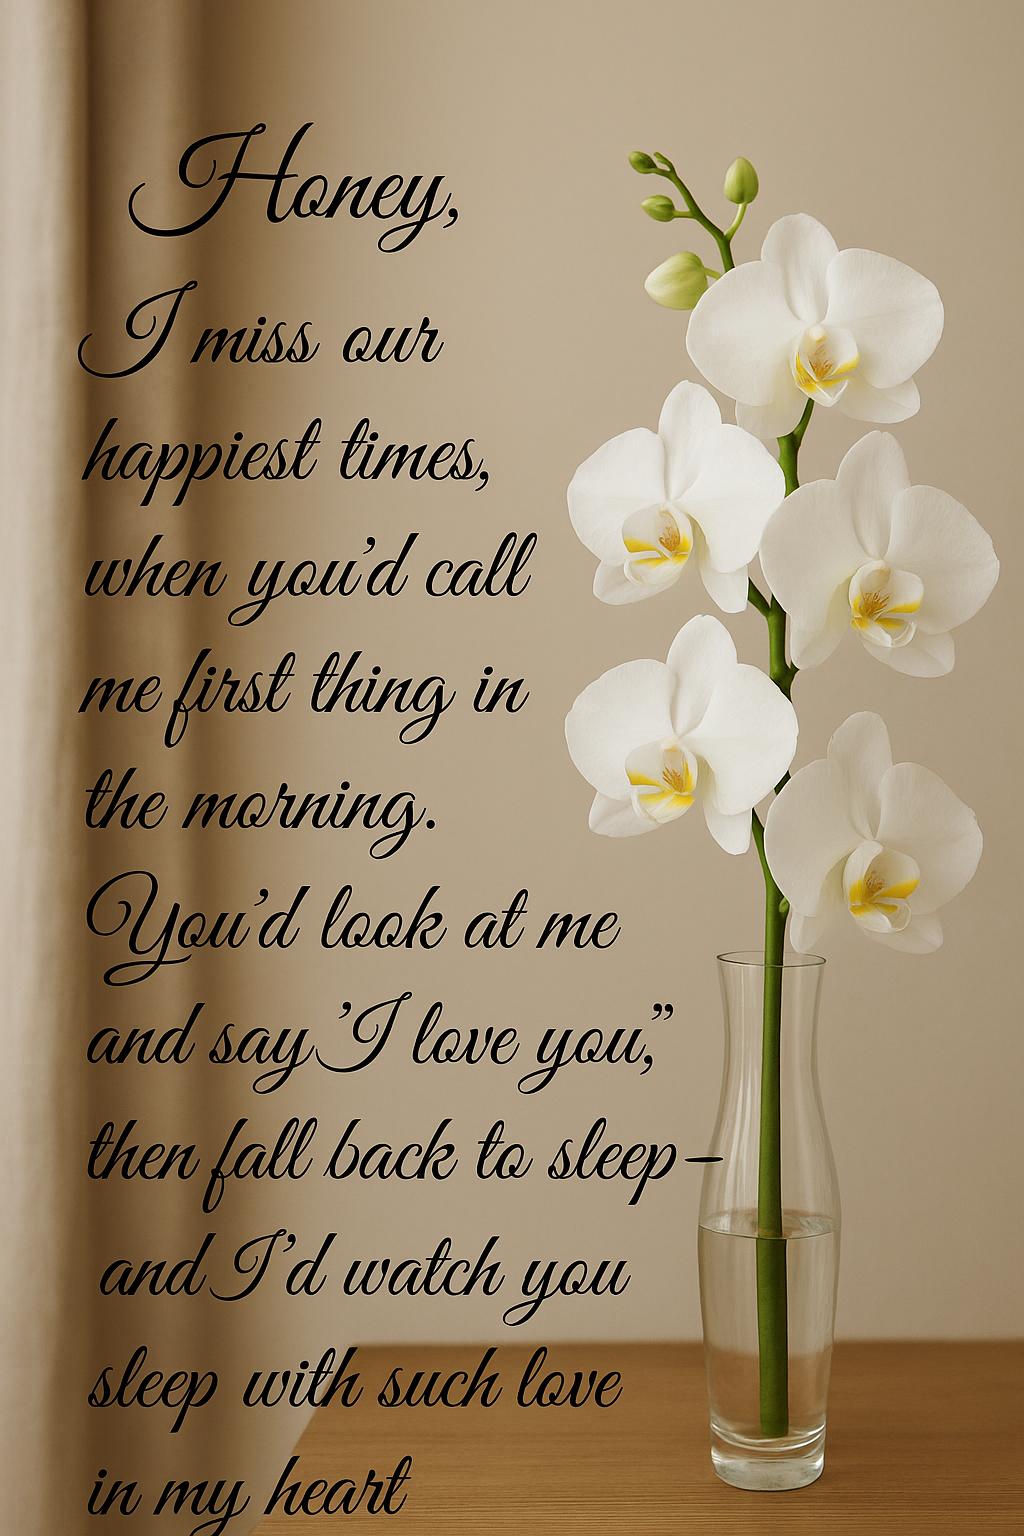 Honey,
I miss our
happiest times,
when you’d call
me first thing in
the morning.
You’d look at me
and say ’I love you,”
then fall back to sleep–
and I’d watch you
sleep with such love
in my heart